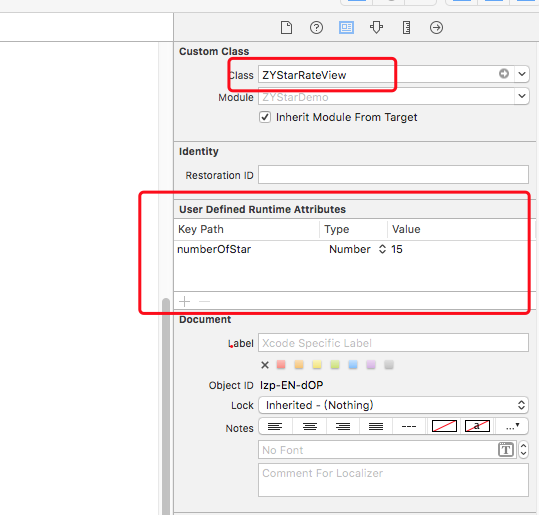 Custom Class
Class ZYStarRateView
Module ZYStarDemo
Inherit Module From Target
Identity
Restoration ID
User Defined Runtime Attributes
Key Path Type Value
numberOfStar Number 15
Document
Label Xcode Specific Label
Object ID lzp-EN-dOP
Lock Inherited - (Nothing)
Notes
No Font
Comment For Localizer